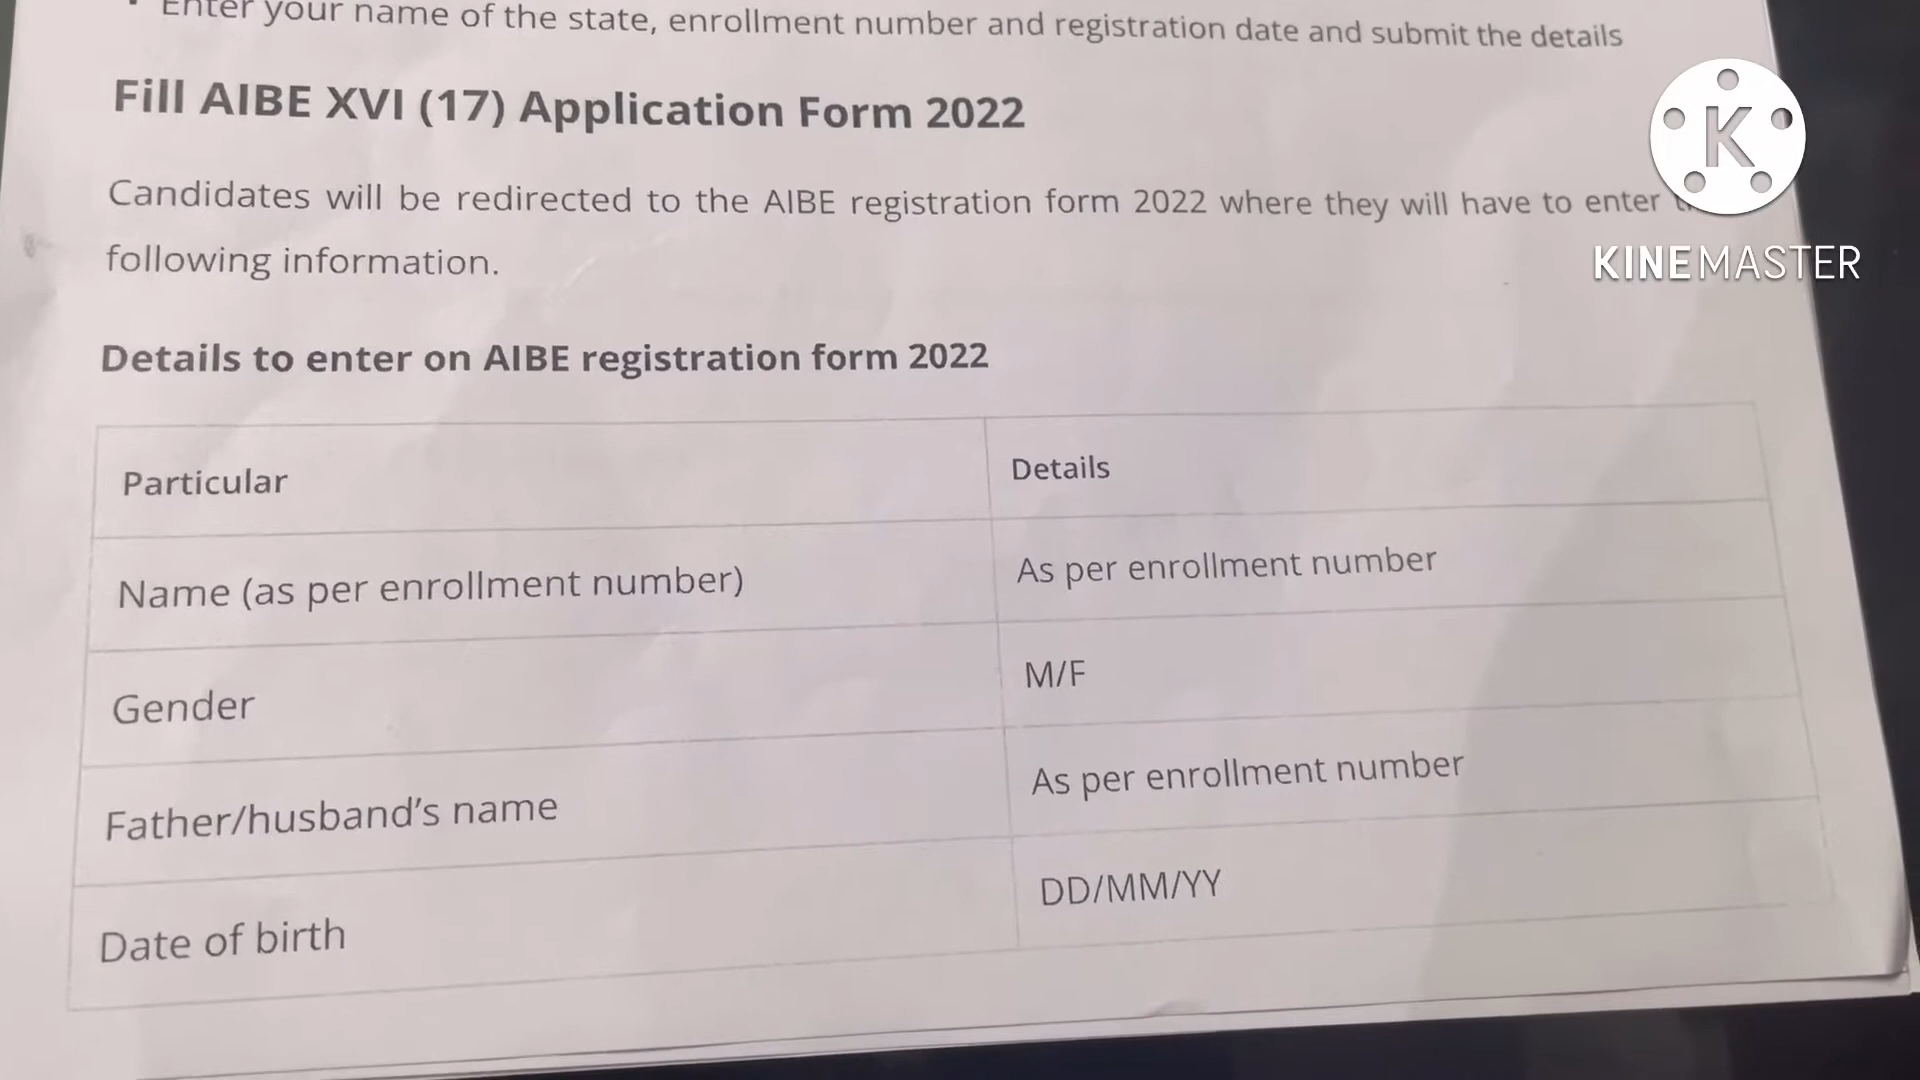 Enter your name of the state, enrollment number and registration date and submit the details
Fill AIBE XVI (17) Application Form 2022
Candidates will be redirected to the AIBE registration form 2022 where they will have to enter
following information.
Details to enter on AIBE registration form 2022
Particular
Details
Name (as per enrollment number)
As per enrollment number
Gender
M/F
Father/husband's name
As per enrollment number
Date of birth
DD/MM/YY
K
KINEMASTER